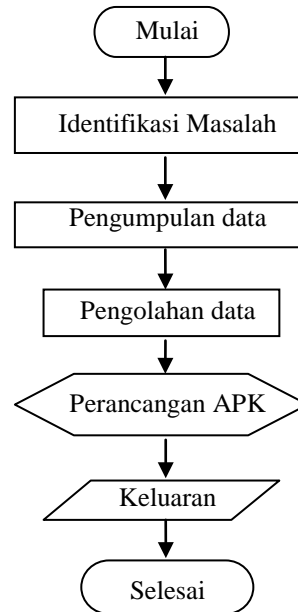 Mulai
Identifikasi Masalah
Pengumpulan data
Pengolahan data
Perancangan APK
Keluaran
Selesai